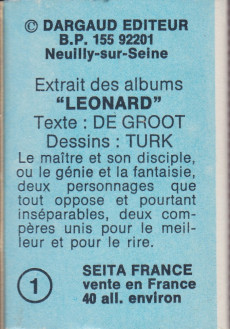 © DARGAUD EDITEUR
B.P. 155 92201
Neuilly-sur-Seine
Extrait des albums
"LEONARD"
Texte : DE GROOT
Dessins : TURK
Le maître et son disciple,
ou le génie et la fantaisie,
deux personnages que
tout oppose et pourtant
inséparables, deux com-
pères unis pour le meil-
leur et pour le rire.
1
SEITA FRANCE
vente en France
40 all. environ